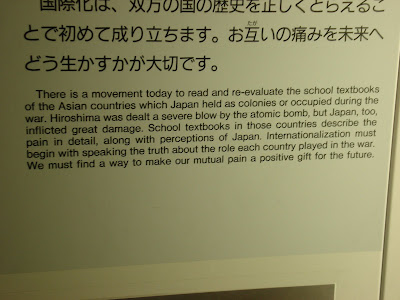 国際化は、双方の国の歴史を正しくとらえるこ
とで初めて成り立ちます。お互いの痛みを未来へ
どう生かすかが大切です。
There is a movement today to read and re-evaluate the school textbooks
of the Asian countries which Japan held as colonies or occupied during the
war. Hiroshima was dealt a severe blow by the atomic bomb, but Japan, too,
inflicted great damage. School textbooks in those countries describe the
pain in detail, along with perceptions of Japan. Internationalization must
begin with speaking the truth about the role each country played in the war.
We must find a way to make our mutual pain a positive gift for the future.